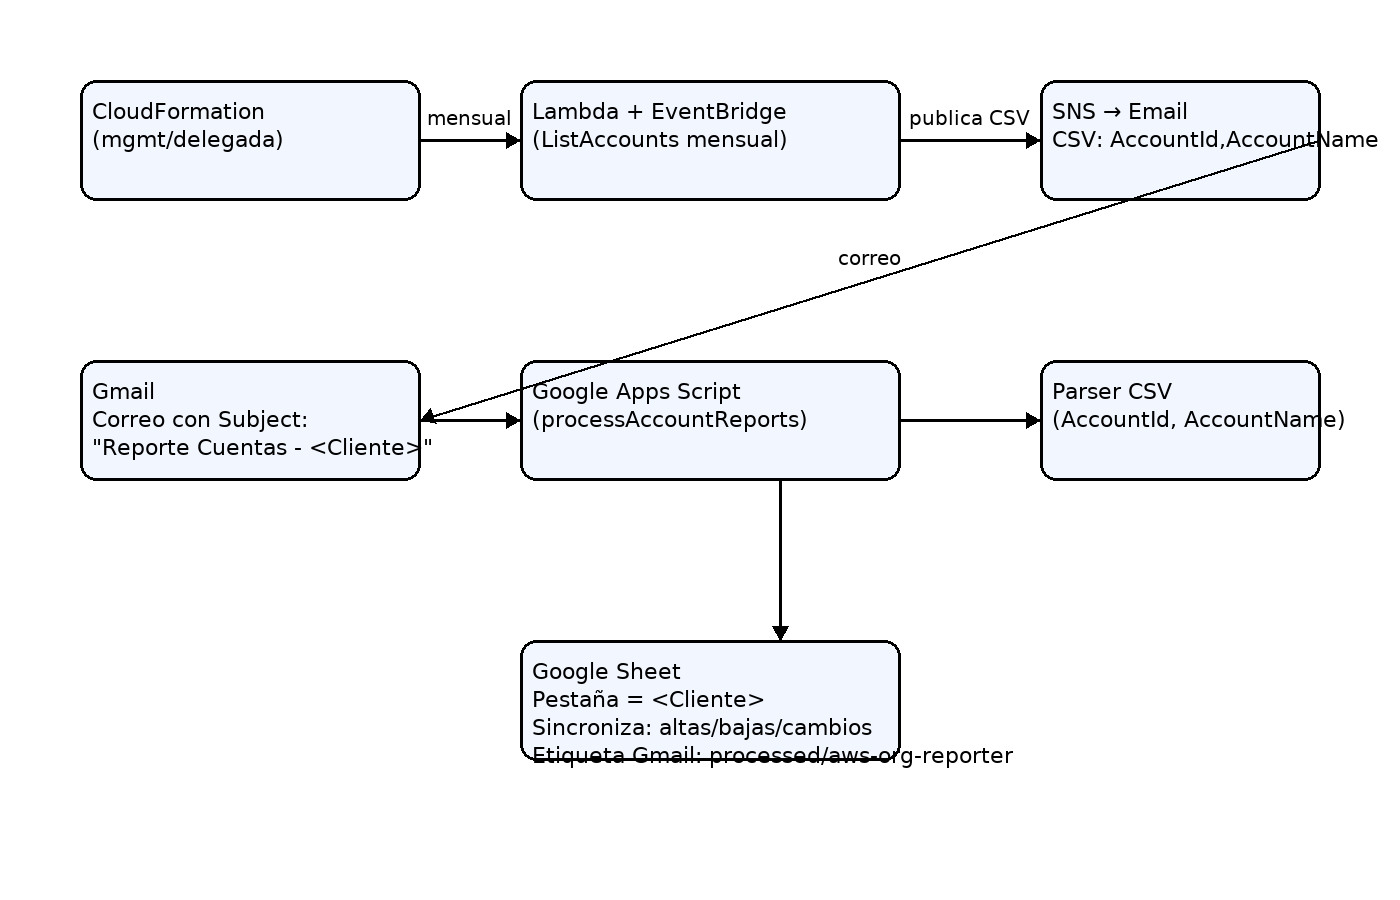 CloudFormation
(mgmt/delegada)
mensual
Lambda + EventBridge
(ListAccounts mensual)
publica CSV
SNS → Email
CSV: AccountId,AccountName
correo
Gmail
Correo con Subject:
"Reporte Cuentas - <Cliente>"
Google Apps Script
(processAccountReports)
Parser CSV
(AccountId, AccountName)
Google Sheet
Pestaña = <Cliente>
Sincroniza: altas/bajas/cambios
Etiqueta Gmail: processed/aws-org-reporter